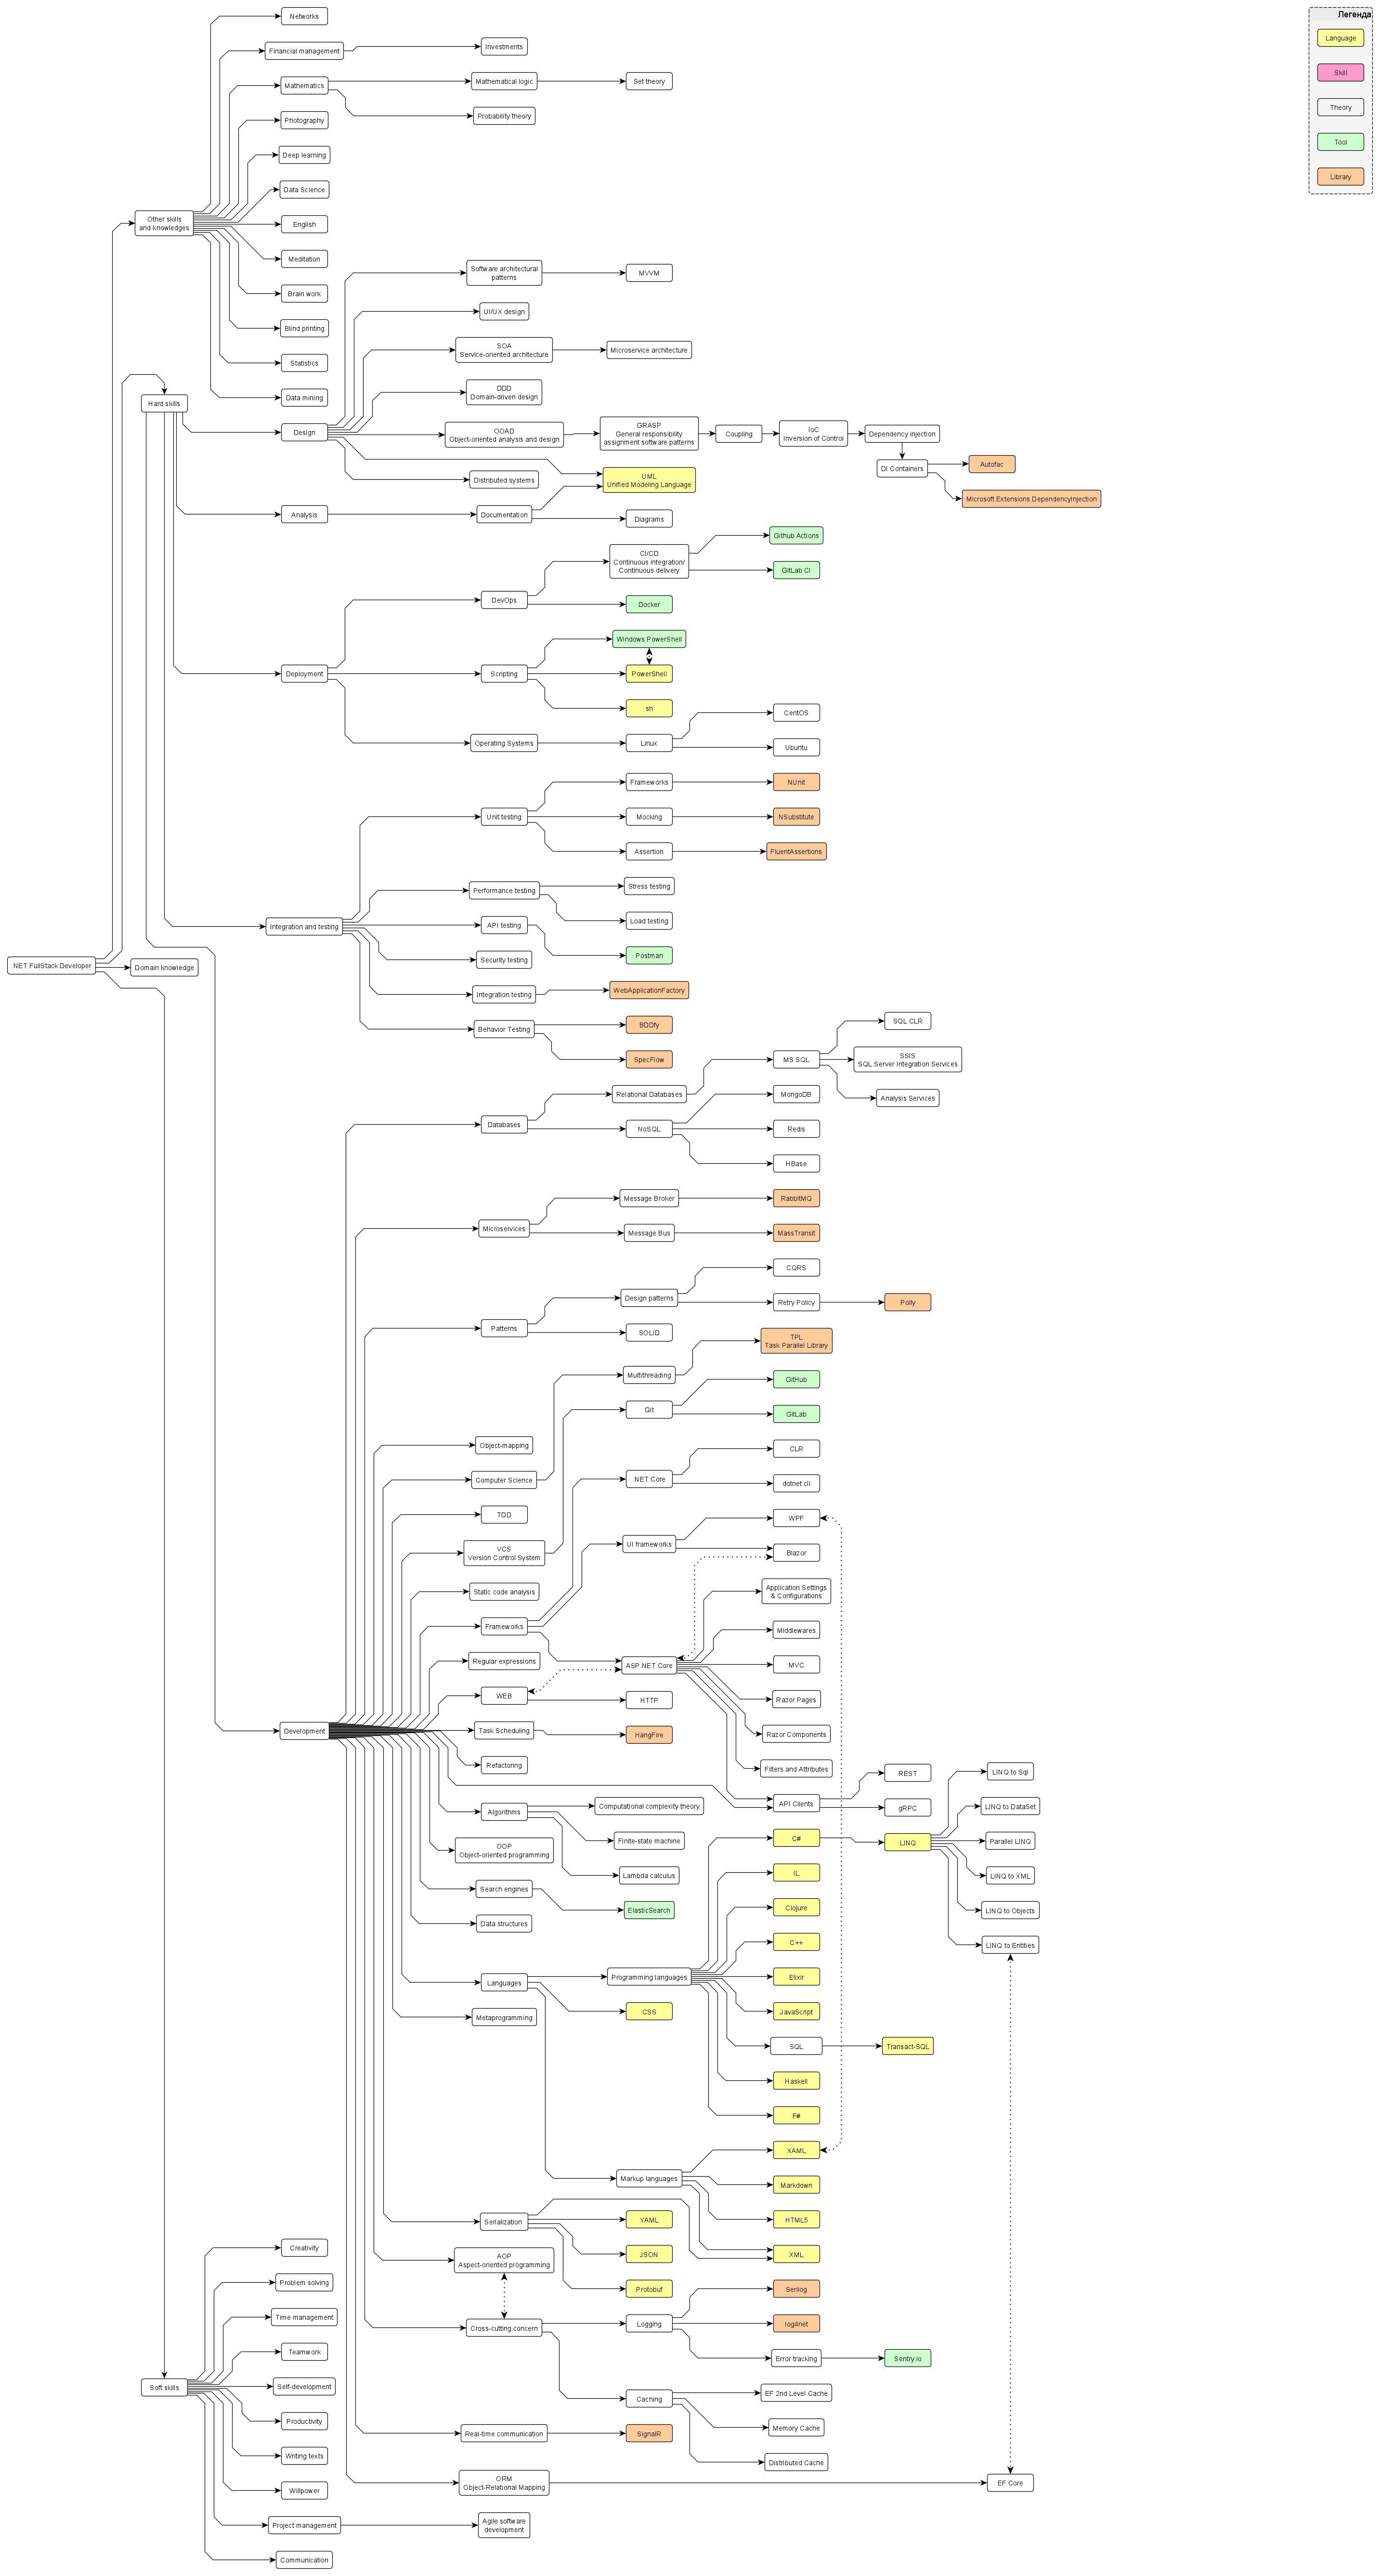 Легенда
Language
Skill
Theory
Tool
Library
Networks
Financial management
Investments
Mathematics
Mathematical logic
Set theory
Probability theory
Photography
Deep learning
Data Science
Other skills
and knowledges
English
Meditation
Brain work
Blind printing
Statistics
Data mining
Software architectural
patterns
MVVM
UI/UX design
SOA
Service-oriented architecture
Microservice architecture
DDD
Domain-driven design
Hard skills
Design
OOAD
Object-oriented analysis and design
GRASP
General responsibility
assignment software patterns
Coupling
IoC
Inversion of Control
Dependency injection
DI Containers
Autofac
Microsoft.Extensions.DependencyInjection
Distributed systems
UML
Unified Modeling Language
Analysis
Documentation
Diagrams
CI/CD
Continuous integration/
Continuous delivery
Github Actions
GitLab CI
DevOps
Docker
Windows PowerShell
Deployment
Scripting
PowerShell
sh
Operating Systems
Linux
CentOS
Ubuntu
Frameworks
NUnit
Unit testing
Mocking
NSubstitute
Assertion
FluentAssertions
Performance testing
Stress testing
Load testing
Integration and testing
API testing
Postman
Security testing
.NET FullStack Developer
Domain knowledge
Integration testing
WebApplicationFactory
Behavior Testing
BDDfy
SpecFlow
SQL CLR
MS SQL
SSIS
SQL Server Integration Services
Analysis Services
Relational Databases
Databases
NoSQL
MongoDB
Redis
HBase
Message Broker
RabbitMQ
Microservices
Message Bus
MassTransit
CQRS
Design patterns
Retry Policy
Polly
Patterns
SOLID
TPL
Task Parallel Library
Multithreading
GitHub
Git
GitLab
Object-mapping
Computer Science
CLR
.NET Core
dotnet cli
TDD
WPF
UI frameworks
Blazor
VCS
Version Control System
Static code analysis
Application Settings
& Configurations
Frameworks
Middlewares
Regular expressions
ASP.NET Core
MVC
WEB
HTTP
Razor Pages
Development
Task Scheduling
HangFire
Razor Components
Refactoring
Filters and Attributes
REST
API Clients
gRPC
LINQ to Sql
LINQ to DataSet
Algorithms
Computational complexity theory
Finite-state machine
Lambda calculus
C#
LINQ
Parallel LINQ
LINQ to XML
LINQ to Objects
LINQ to Entities
OOP
Object-oriented programming
IL
Search engines
ElasticSearch
Clojure
Data structures
C++
Languages
Programming languages
Elixir
CSS
JavaScript
Metaprogramming
SQL
Transact-SQL
Haskell
F#
XAML
Markup languages
Markdown
HTML5
XML
Serialization
YAML
JSON
Protobuf
AOP
Aspect-oriented programming
Serilog
Cross-cutting concern
Logging
log4net
Error tracking
Sentry.io
Caching
EF 2nd Level Cache
Memory Cache
Distributed Cache
Real-time communication
SignalR
ORM
Object-Relational Mapping
EF Core
Creativity
Problem solving
Time management
Teamwork
Soft skills
Self-development
Productivity
Writing texts
Willpower
Project management
Agile software
development
Communication